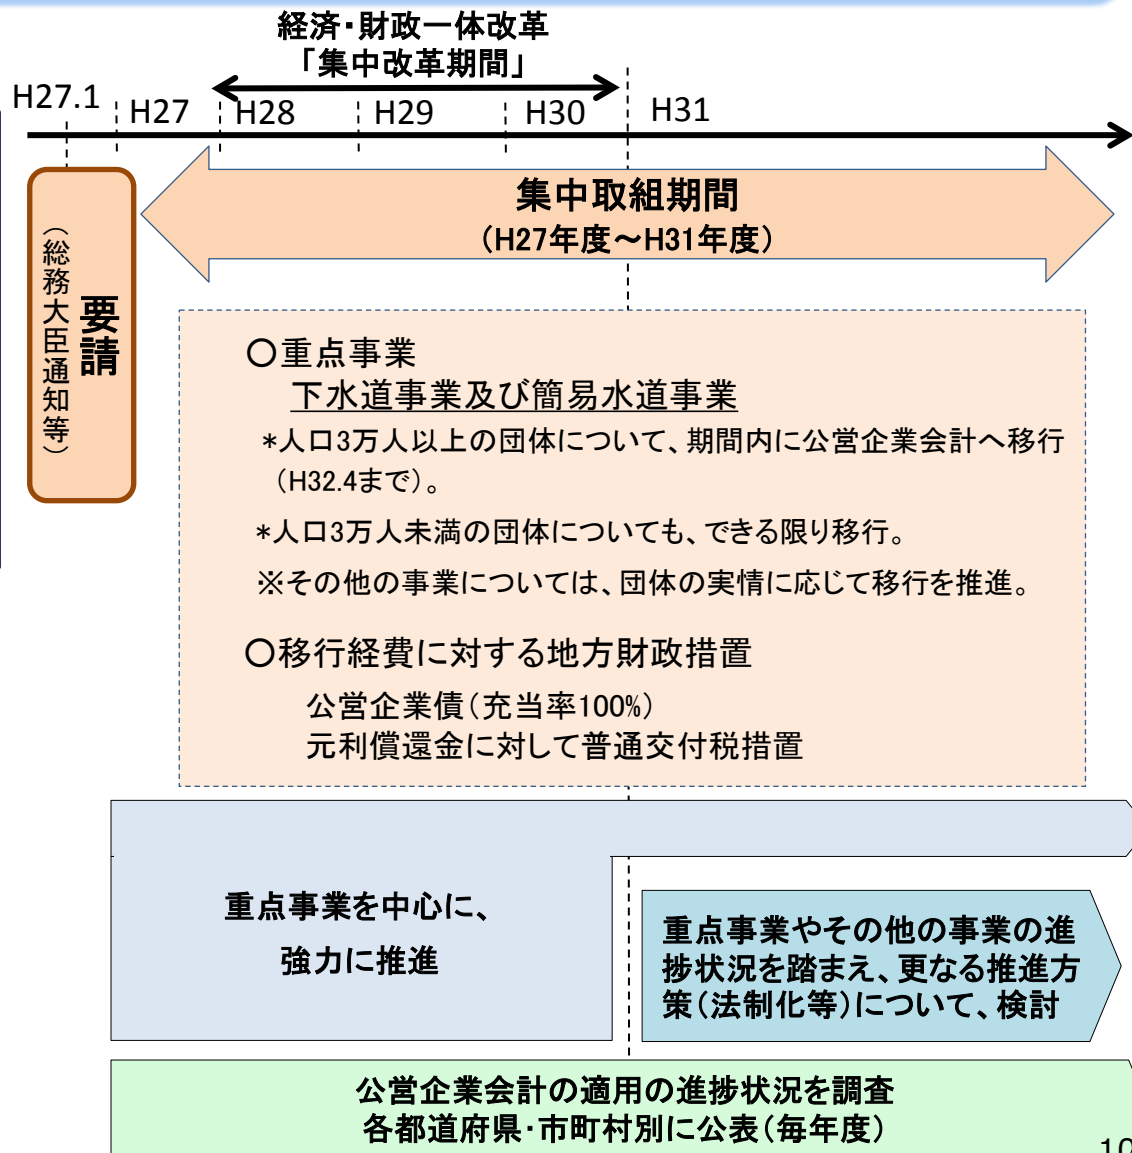 経済・財政一体改革
「集中改革期間」
H27.1
H27
H28
H29
H30
H31
要請
（総務大臣通知等）
集中取組期間
（H27年度～H31年度）
〇重点事業
下水道事業及び簡易水道事業
*人口3万人以上の団体について、期間内に公営企業会計へ移行
（H32.4まで）。
*人口3万人未満の団体についても、できる限り移行。
※その他の事業については、団体の実情に応じて移行を推進。
〇移行経費に対する地方財政措置
公営企業債（充当率100%）
元利償還金に対して普通交付税措置
重点事業を中心に、
強力に推進
重点事業やその他の事業の進
捗状況を踏まえ、更なる推進方
策（法制化等）について、検討
公営企業会計の適用の進捗状況を調査
各都道府県・市町村別に公表（毎年度）
10